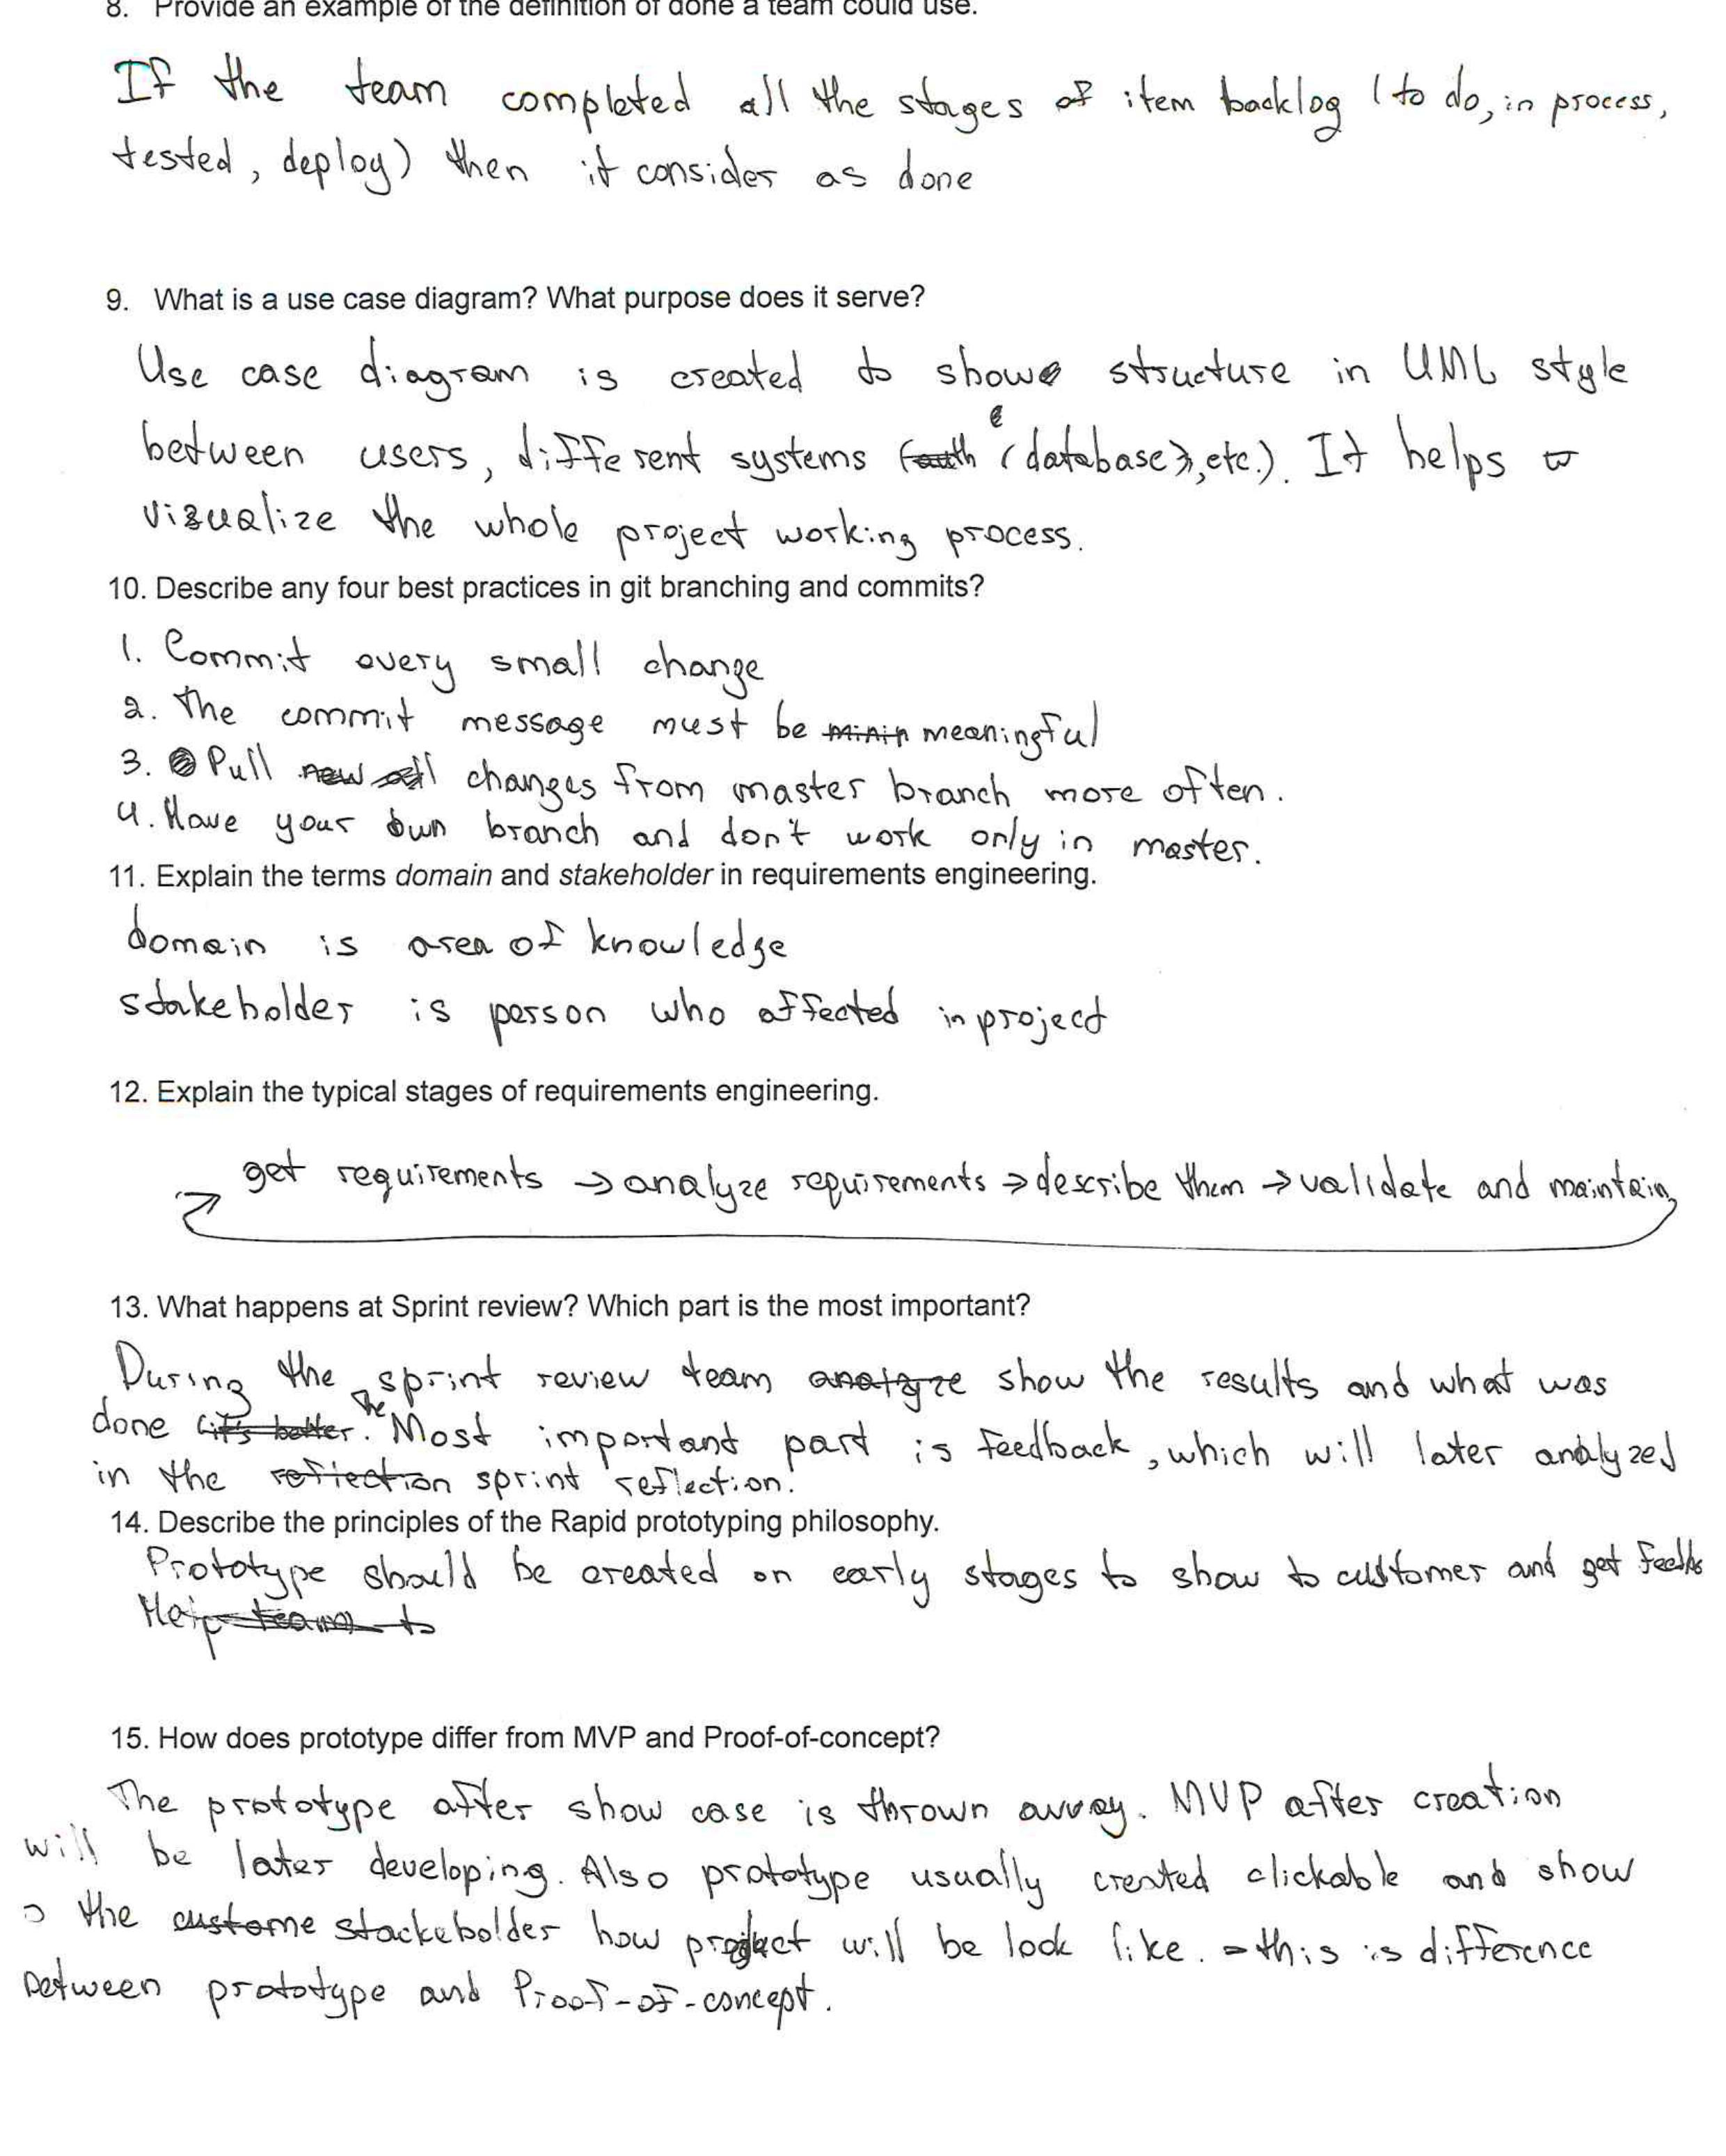 8. Provide an example of the definition of done a team could use.
If the team completed all the stages of item backlog (to do, in process,
tested, deploy) then it consider as done
9. What is a use case diagram? What purpose does it serve?
Use case diagram is created to show structure in UML style
between users, different systems (databases, etc.). It helps to
visualize the whole project working process.
10. Describe any four best practices in git branching and commits?
1. Commit every small change
2. The commit message must be meaningful
3. Pull changes from master branch more often.
4. Have your own branch and don't work only in master.
11. Explain the terms domain and stakeholder in requirements engineering.
domain is area of knowledge
stakeholder is person who affected in project
12. Explain the typical stages of requirements engineering.
get requirements → analyze requirements → describe them → validate and maintain
13. What happens at Sprint review? Which part is the most important?
During the sprint review team show the results and what was
done. The Most important part is feedback, which will later analyzed
in the sprint reflection.
14. Describe the principles of the Rapid prototyping philosophy.
Prototype should be created on early stages to show to customer and get
15. How does prototype differ from MVP and Proof-of-concept?
The prototype after show case is thrown away. MVP after creation
will be later developing. Also prototype usually created clickable and show
the stackeholder how product will be look like. - this is difference
between prototype and Proof-of-concept.